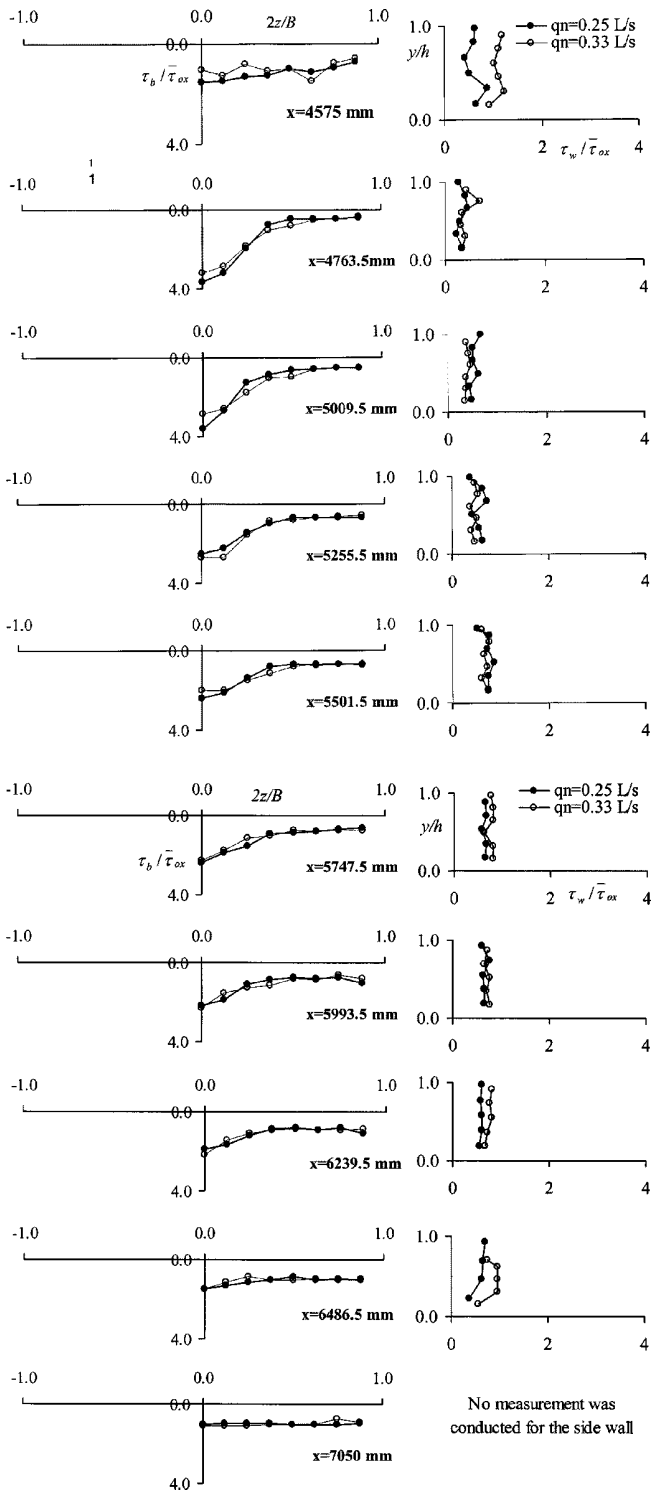 -1.0 0.0 2z/B 1.0
0.0
τ_b / τ̄_ox
4.0
x=4575 mm
qn=0.25 L/s
qn=0.33 L/s
y/h
1.0
0.0 2 τ_w / τ̄_ox 4
1
1
-1.0 0.0 1.0
0.0
4.0
x=4763.5mm
1.0
0.0
0 2 4
-1.0 0.0 1.0
0.0
4.0
x=5009.5 mm
1.0
0.0
0 2 4
-1.0 0.0 1.0
0.0
4.0
x=5255.5 mm
1.0
0.0
0 2 4
-1.0 0.0 1.0
0.0
4.0
x=5501.5 mm
1.0
0.0
0 2 4
-1.0 0.0 2z/B 1.0
0.0
τ_b / τ̄_ox
4.0
x=5747.5 mm
qn=0.25 L/s
qn=0.33 L/s
1.0
y/h
0.0
0 2 τ_w / τ̄_ox 4
-1.0 0.0 1.0
0.0
4.0
x=5993.5 mm
1.0
0.0
0 2 4
-1.0 0.0 1.0
0.0
4.0
x=6239.5 mm
1.0
0.0
0 2 4
-1.0 0.0 1.0
0.0
4.0
x=6486.5 mm
1.0
0.0
0 2 4
-1.0 0.0 1.0
0.0
4.0
x=7050 mm
No measurement was
conducted for the side wall